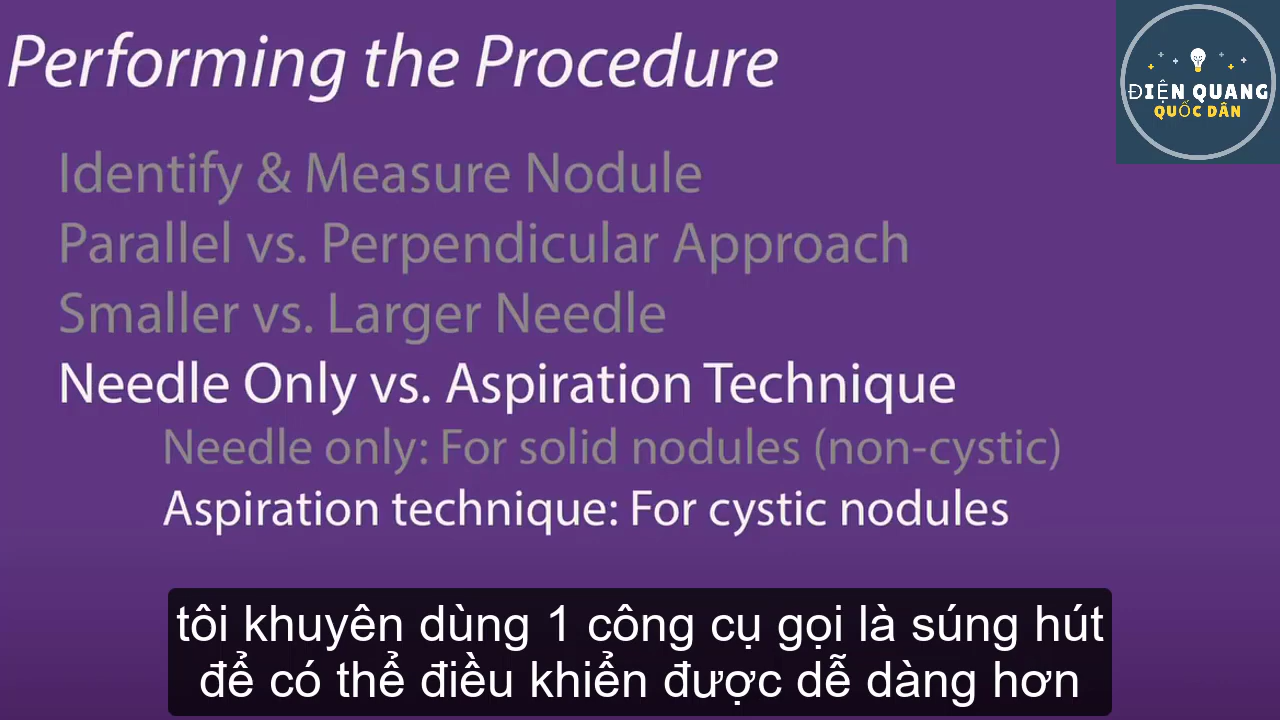 Performing the Procedure
ĐIỆN QUANG
QUỐC DÂN
Identify & Measure Nodule
Parallel vs. Perpendicular Approach
Smaller vs. Larger Needle
Needle Only vs. Aspiration Technique
Needle only: For solid nodules (non-cystic)
Aspiration technique: For cystic nodules
tôi khuyên dùng 1 công cụ gọi là súng hút
để có thể điều khiển được dễ dàng hơn